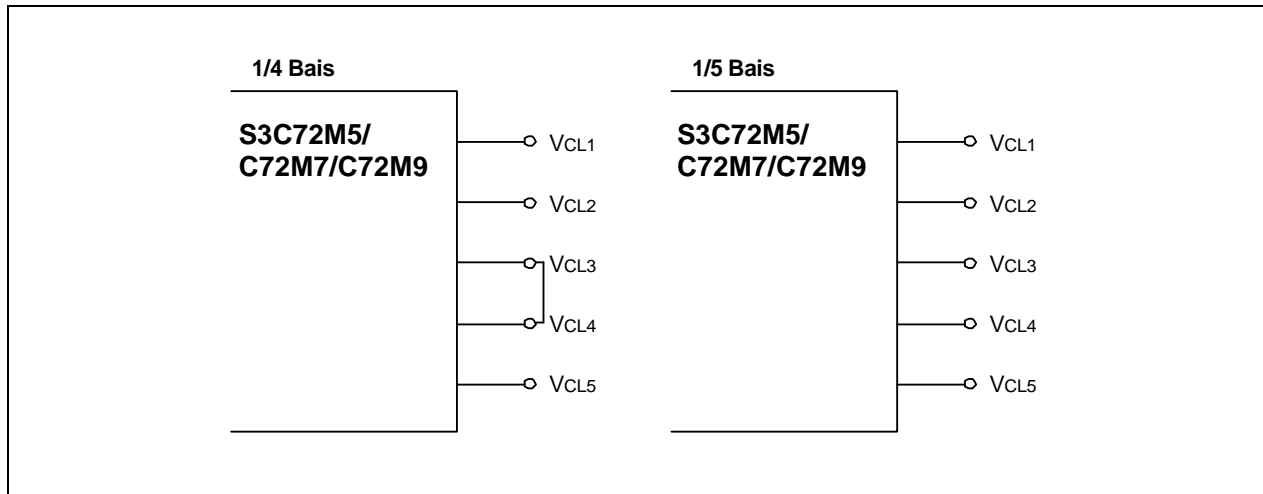 1/4 Bais
S3C72M5/
C72M7/C72M9
VCL1
VCL2
VCL3
VCL4
VCL5
1/5 Bais
S3C72M5/
C72M7/C72M9
VCL1
VCL2
VCL3
VCL4
VCL5